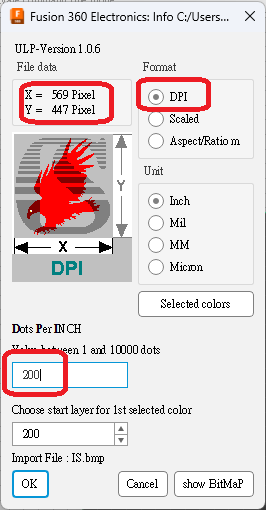 Fusion 360 Electronics: Info C:/Users...
ULP-Version 1.0.6
File data
X = 569 Pixel
Y = 447 Pixel
Format
DPI
Scaled
Aspect/Ratio m
Y
X
DPI
Unit
Inch
Mil
MM
Micron
Selected colors
Dots Per INCH
Value between 1 and 10000 dots
200
Choose start layer for 1st selected color
200
Import File : IS.bmp
OK
Cancel
show BitMaP